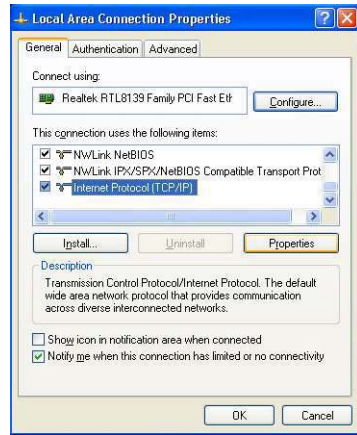 Local Area Connection Properties
General Authentication Advanced
Connect using:
Realtek RTL8139 Family PCI Fast Eth
Configure...
This connection uses the following items:
NWLink NetBIOS
NWLink IPX/SPX/NetBIOS Compatible Transport Prot
Internet Protocol (TCP/IP)
Install... Uninstall Properties
Description
Transmission Control Protocol/Internet Protocol. The default
wide area network protocol that provides communication
across diverse interconnected networks.
Show icon in notification area when connected
Notify me when this connection has limited or no connectivity
OK Cancel